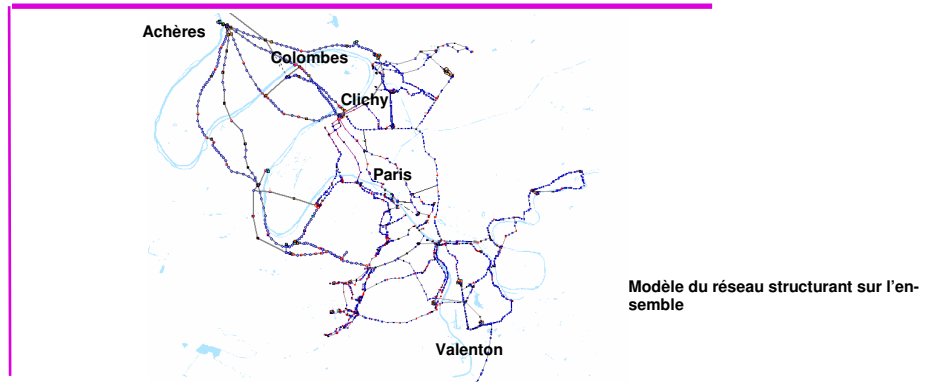 Achères
Colombes
Clichy
Paris
Modèle du réseau structurant sur l'en-
semble
Valenton